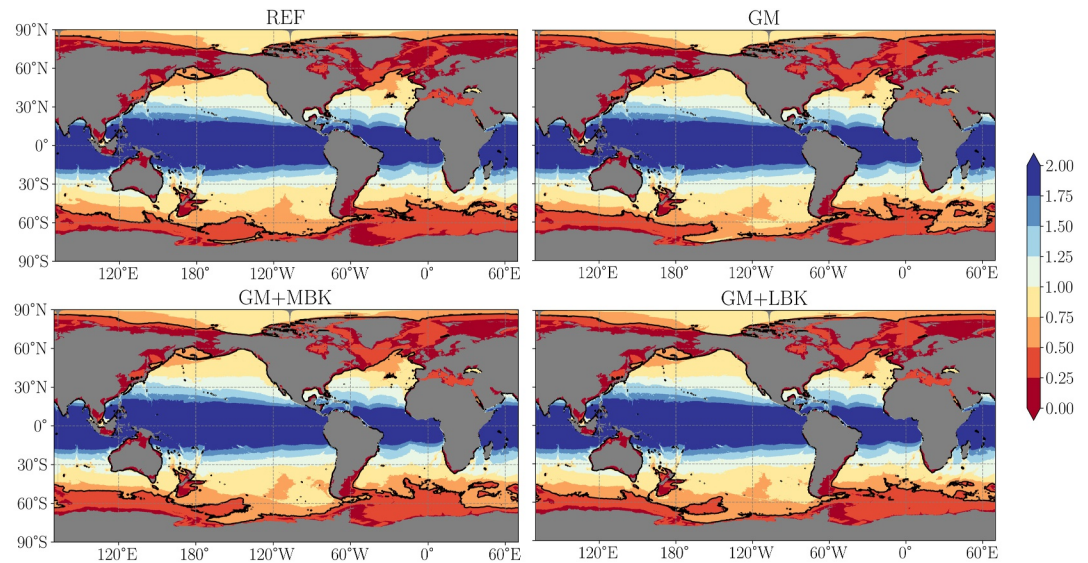 REF
GM
90°N
60°N
30°N
0°
30°S
60°S
90°S
120°E 180° 120°W 60°W 0° 60°E
120°E 180° 120°W 60°W 0° 60°E
GM+MBK
GM+LBK
90°N
60°N
30°N
0°
30°S
60°S
90°S
120°E 180° 120°W 60°W 0° 60°E
120°E 180° 120°W 60°W 0° 60°E
2.00
1.75
1.50
1.25
1.00
0.75
0.50
0.25
0.00